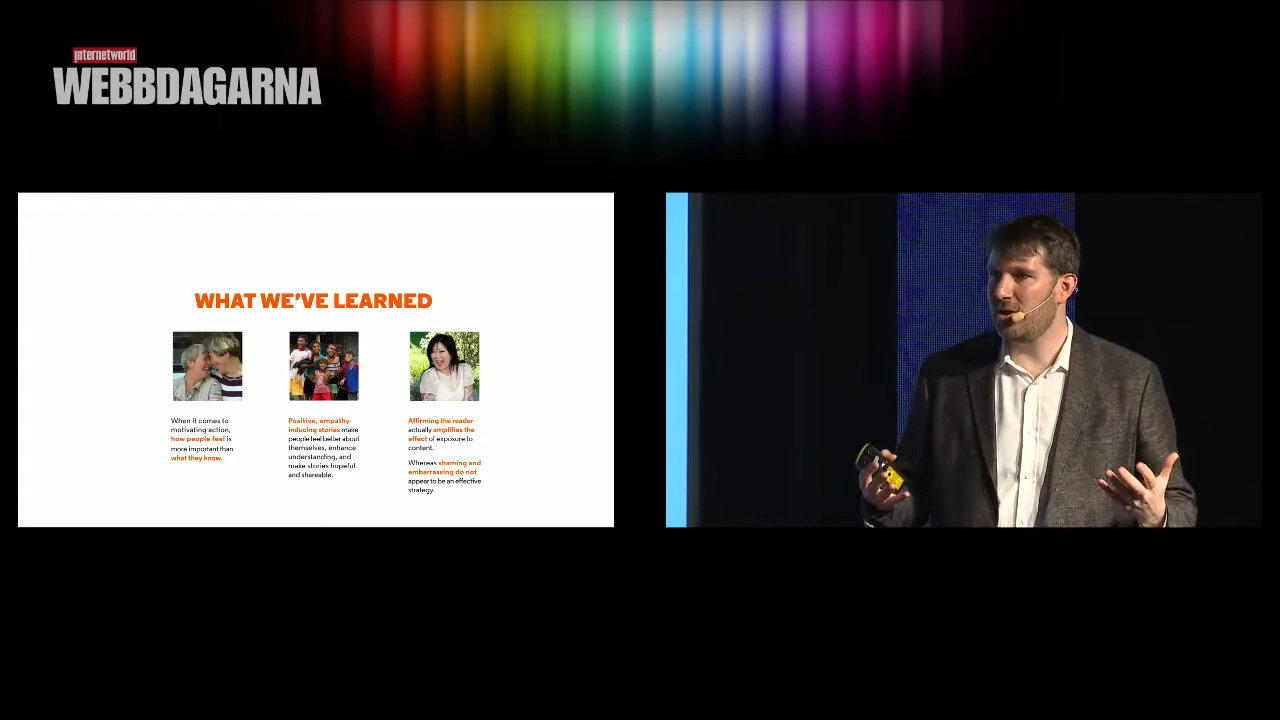 internetworld
WEBBDAGARNA
WHAT WE'VE LEARNED
When it comes to
motivating action,
how people feel is
more important than
what they know.
Positive, empathy-
inducing stories make
people feel better about
themselves, enhance
understanding, and
make stories hopeful
and shareable.
Affirming the reader
actually amplifies the
effect of exposure to
content.
Whereas shaming and
embarrassing do not
appear to be an effective
strategy.